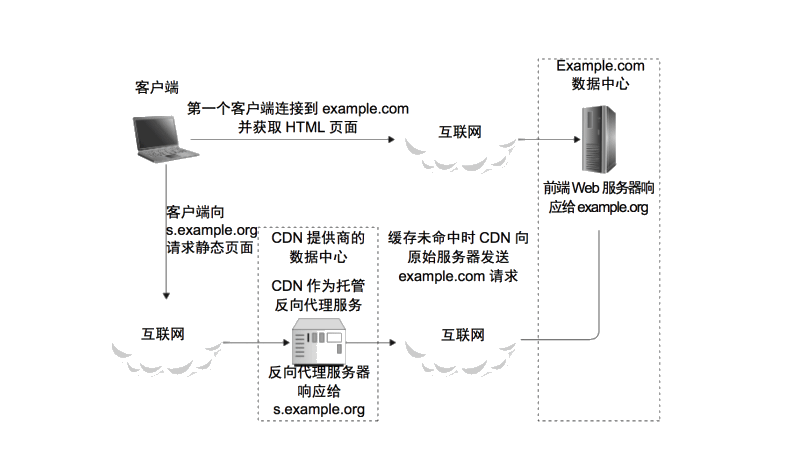 Example.com
数据中心
客户端
第一个客户端连接到 example.com
并获取 HTML 页面
互联网
前端 Web 服务器响
应给 example.org
客户端向
s.example.org
请求静态页面
CDN 提供商的
数据中心
缓存未命中时 CDN 向
原始服务器发送
example.com 请求
CDN 作为托管
反向代理服务
互联网
互联网
反向代理服务器
响应给
s.example.org